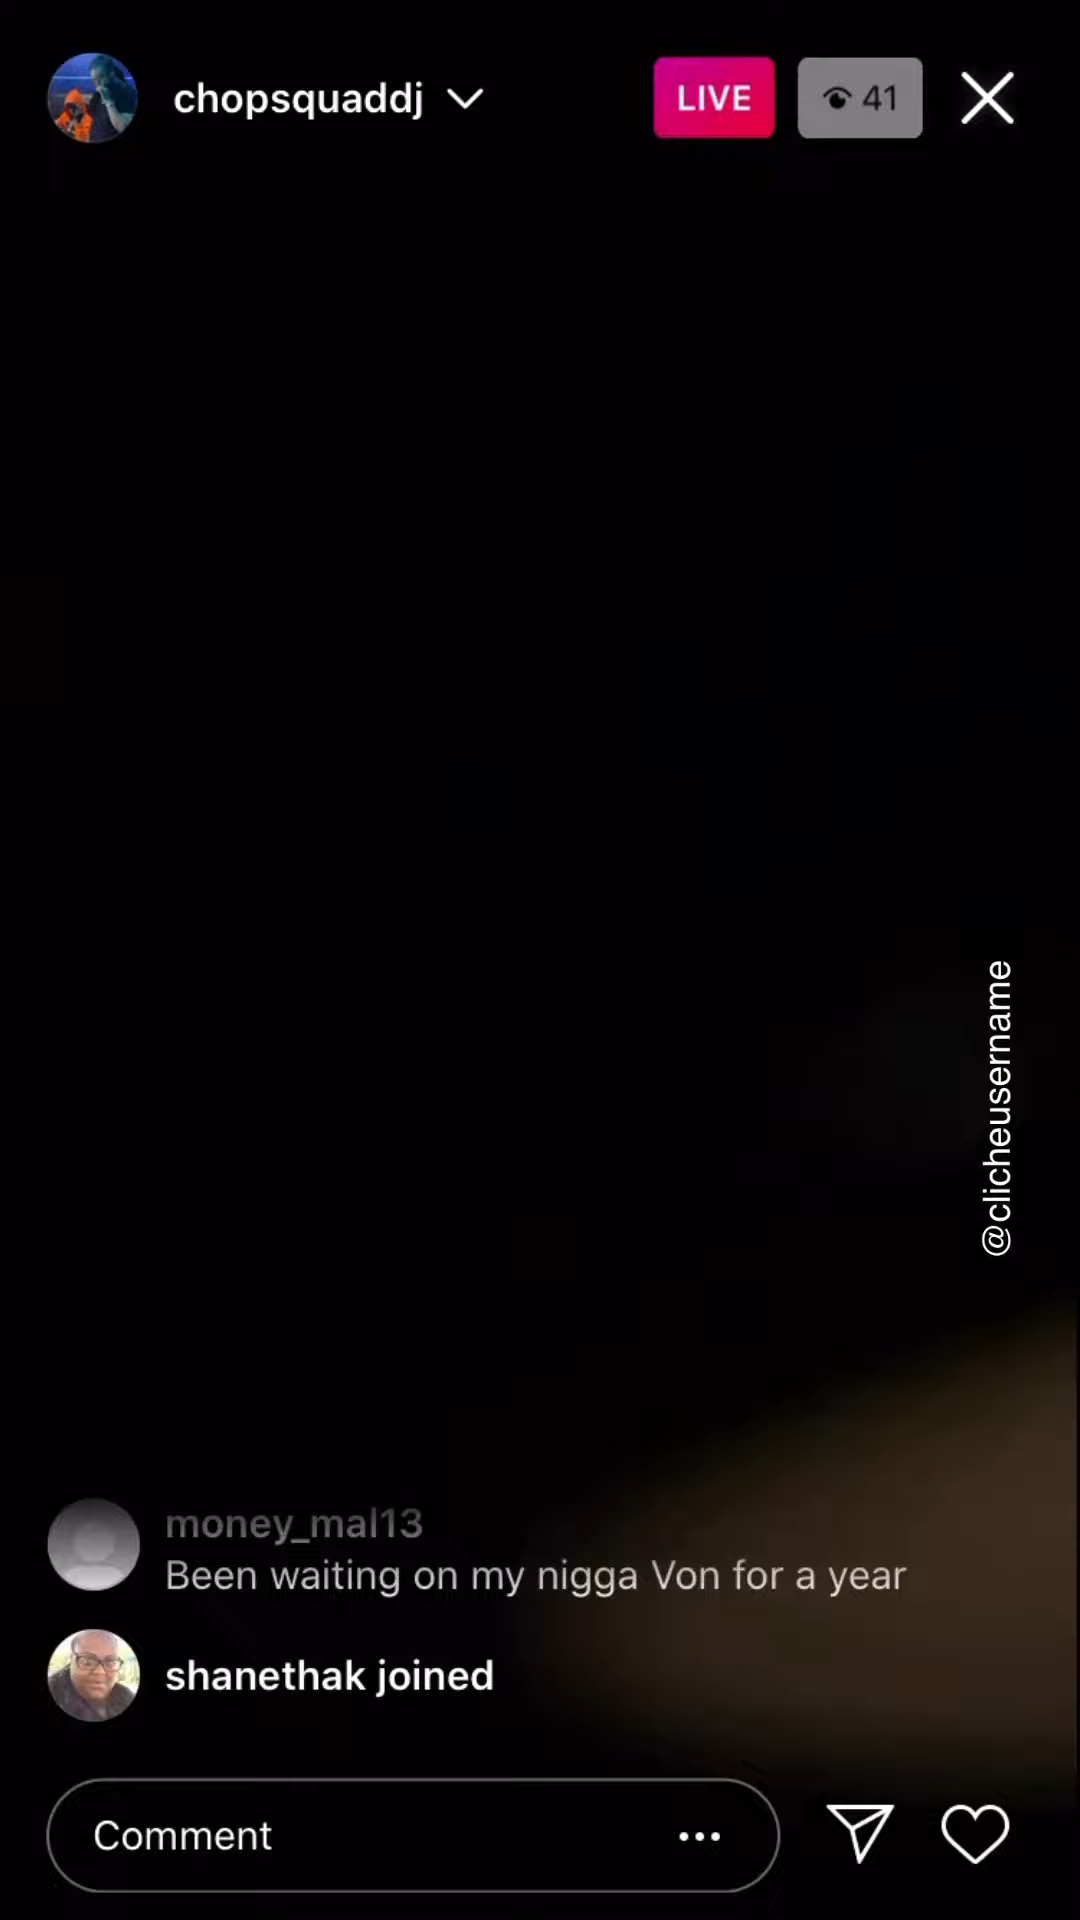 chopsquaddj
LIVE
41
@clicheusername
money_mal13
Been waiting on my nigga Von for a year
shanethak joined
Comment